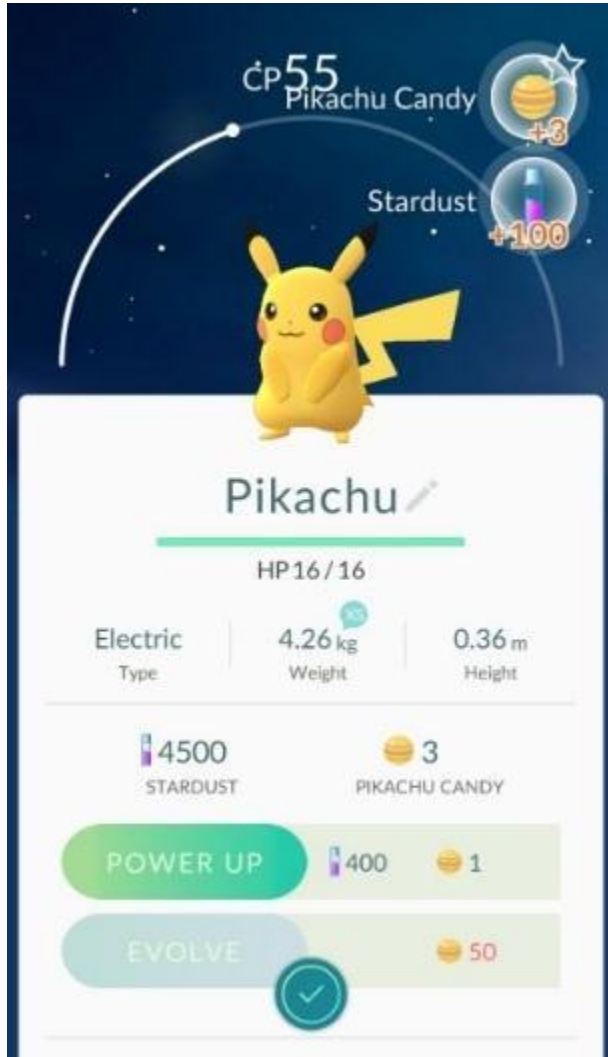 CP55
Pikachu Candy
+3
Stardust
+100
Pikachu
HP 16 / 16
XS
Electric
4.26 kg
0.36 m
Type
Weight
Height
4500
3
STARDUST
PIKACHU CANDY
POWER UP
400
1
EVOLVE
50